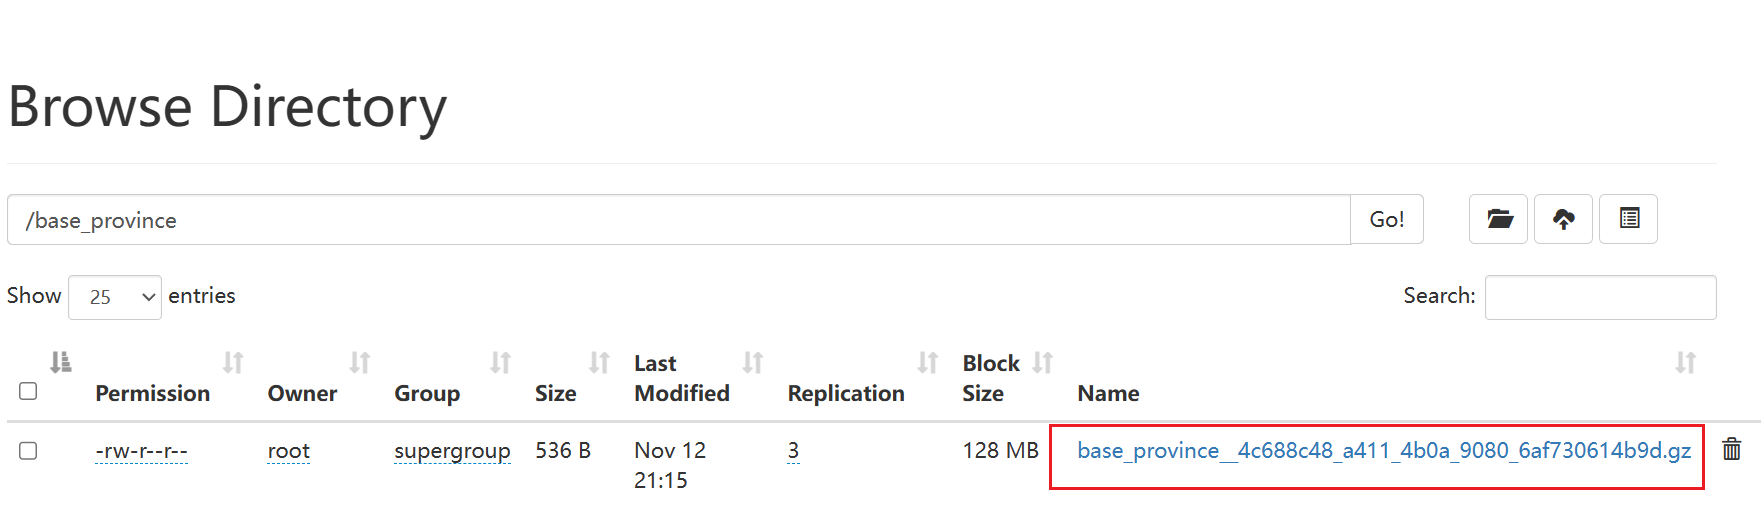 Browse Directory
/base_province Go!
Show 25 entries Search:
Permission Owner Group Size Last Modified Replication Block Size Name
-rw-r--r-- root supergroup 536 B Nov 12 21:15 3 128 MB base_province__4c688c48_a411_4b0a_9080_6af730614b9d.gz